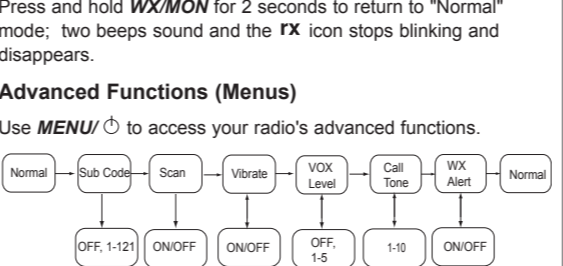 Press and hold WX/MON for 2 seconds to return to "Normal"
mode; two beeps sound and the rx icon stops blinking and
disappears.
Advanced Functions (Menus)
Use MENU/ to access your radio's advanced functions.
Normal
Sub Code
Scan
Vibrate
VOX
Level
Call
Tone
WX
Alert
Normal
OFF, 1-121
ON/OFF
ON/OFF
OFF,
1-5
1-10
ON/OFF